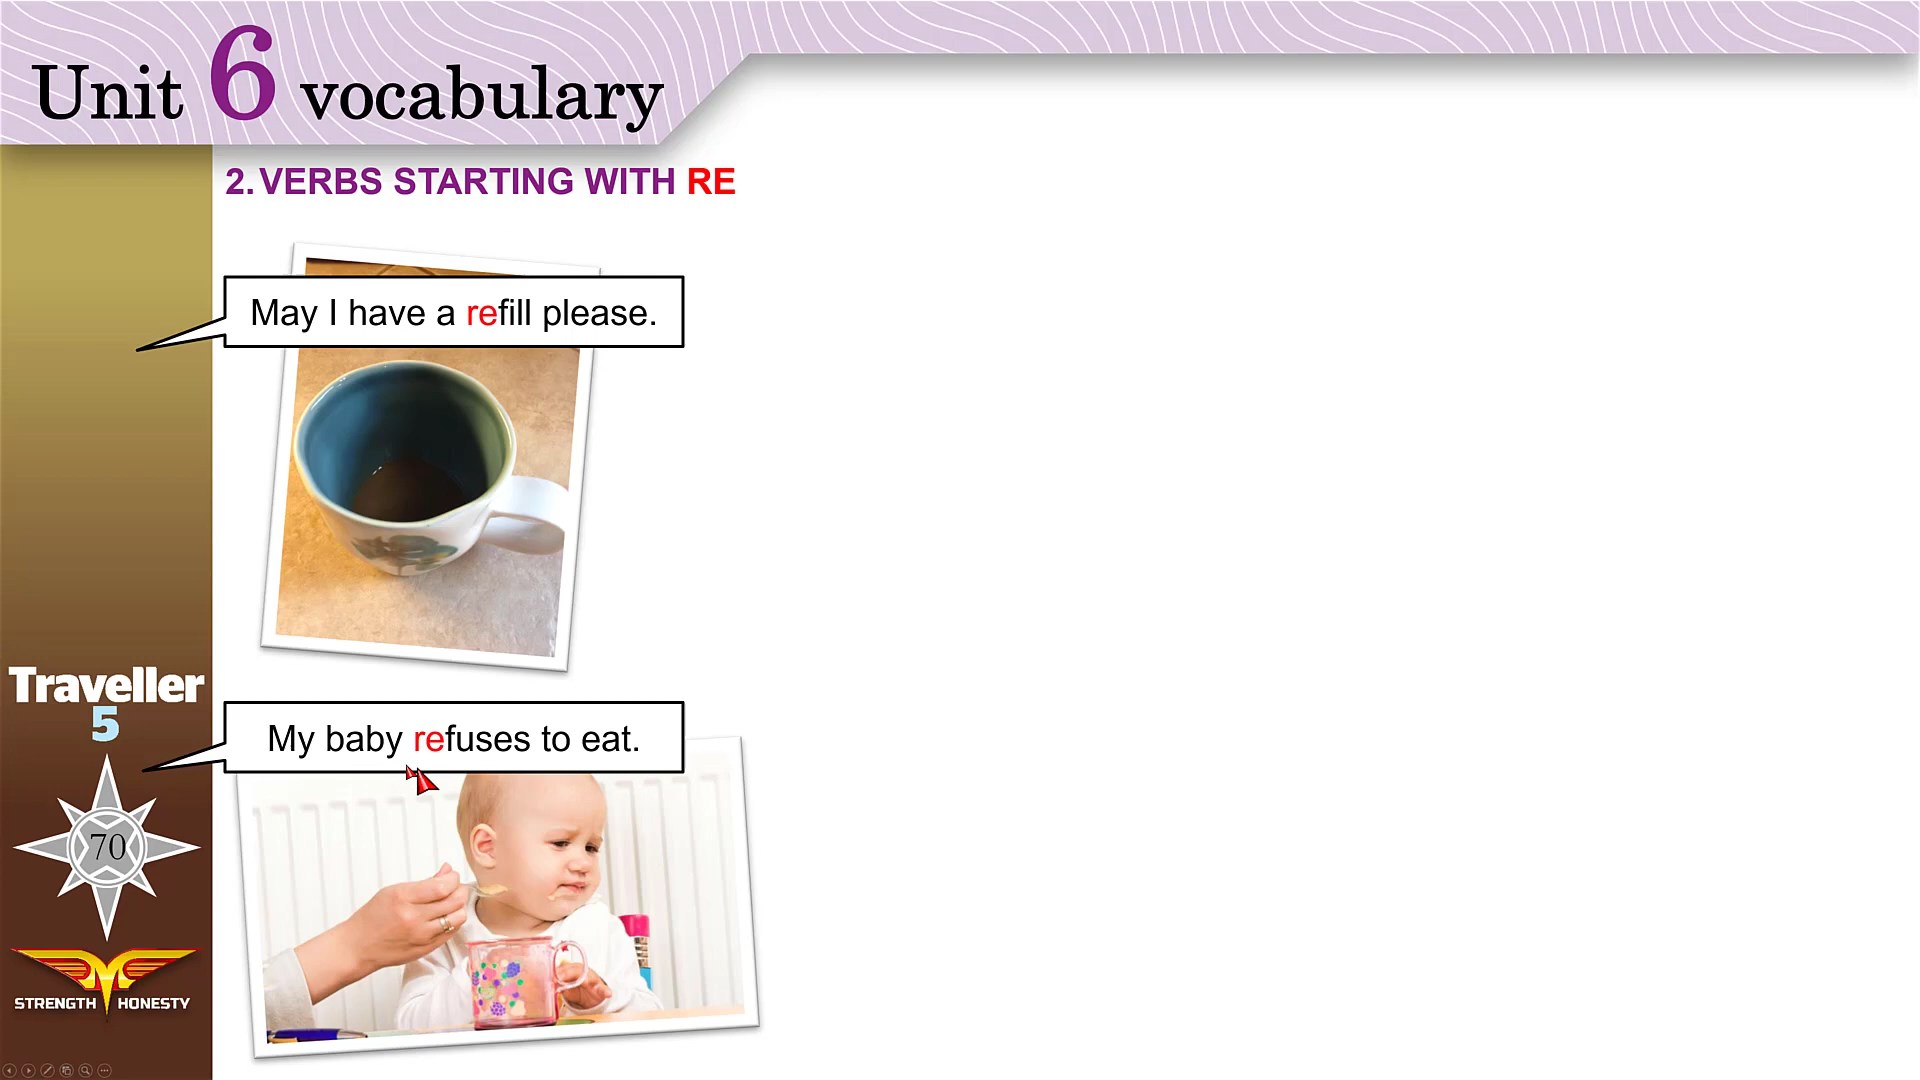 Unit 6 vocabulary
2. VERBS STARTING WITH RE
May I have a refill please.
My baby refuses to eat.
Traveller
5
70
STRENGTH HONESTY